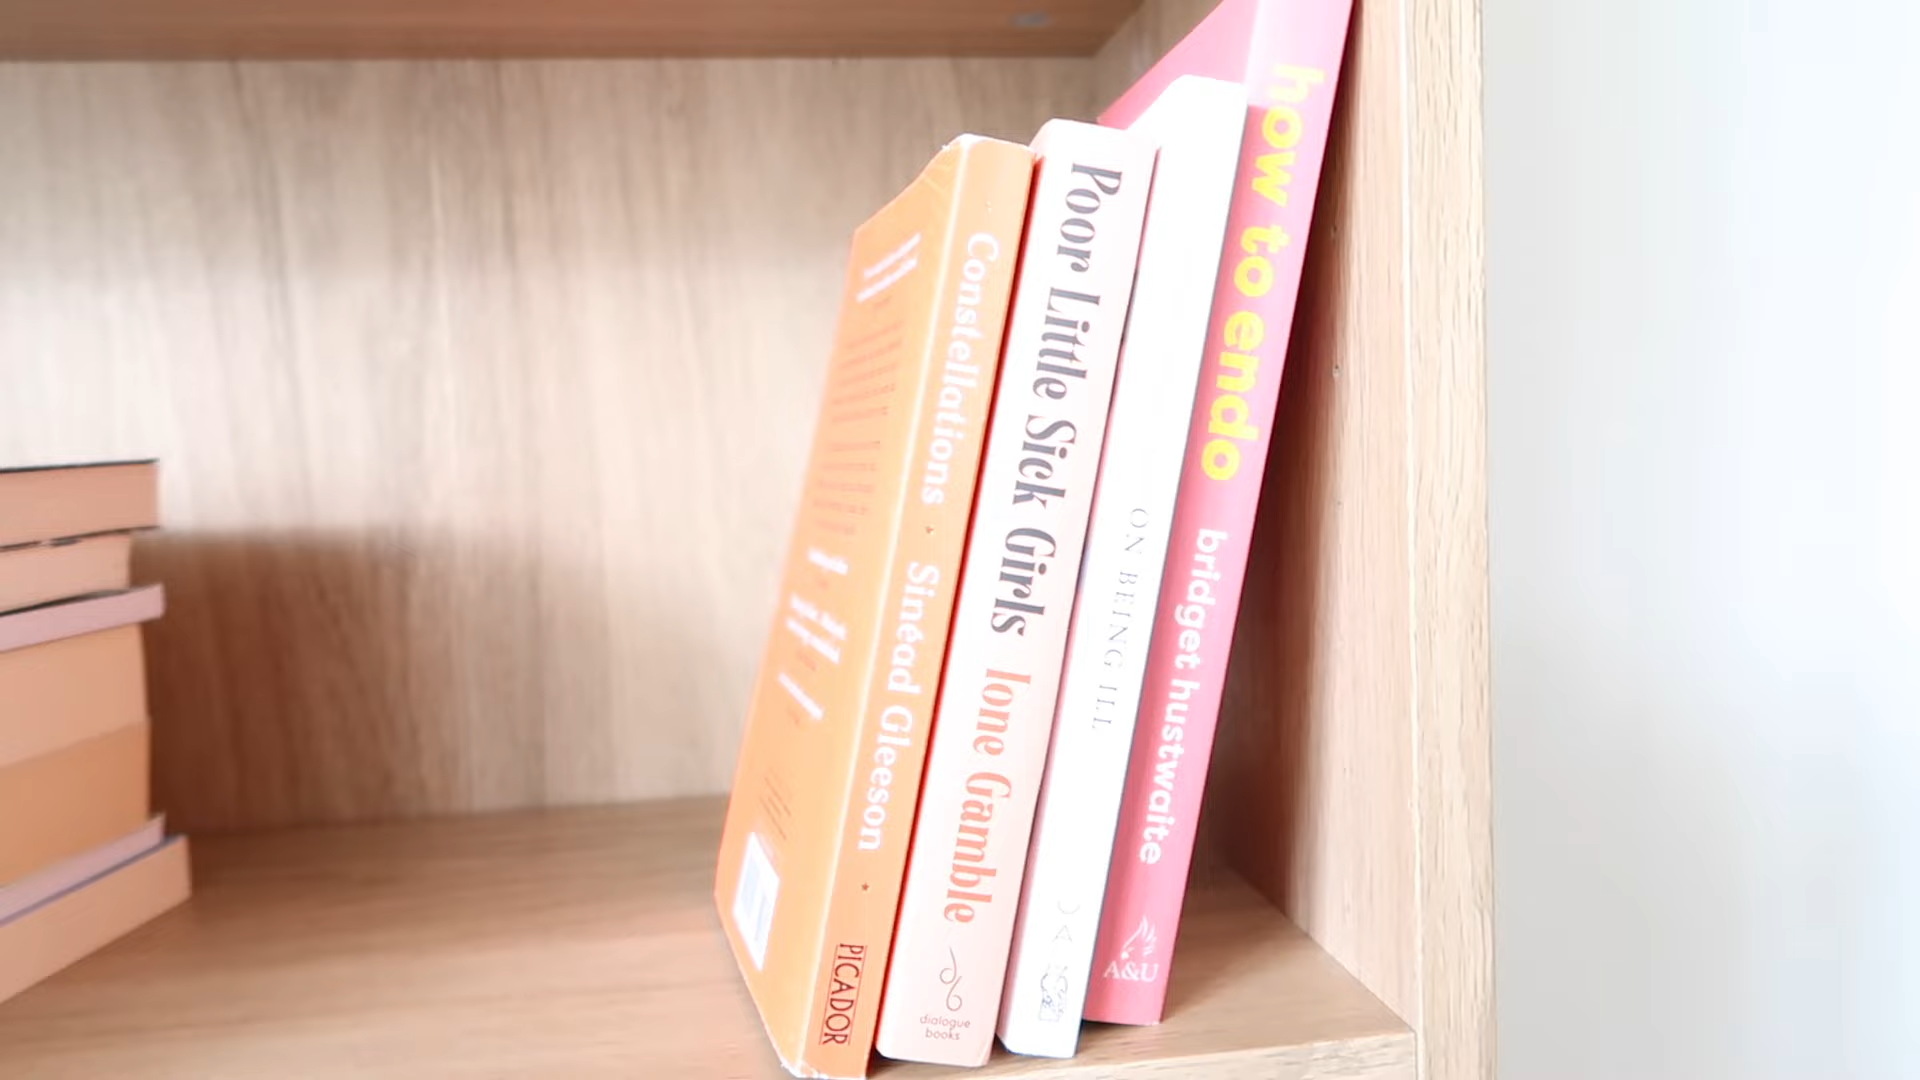 Constellations
Sinéad Gleeson
PICADOR
Poor Little Sick Girls
Ione Gamble
dialogue
books
ON BEING ILL
how to endo
bridget hustwaite
A&U